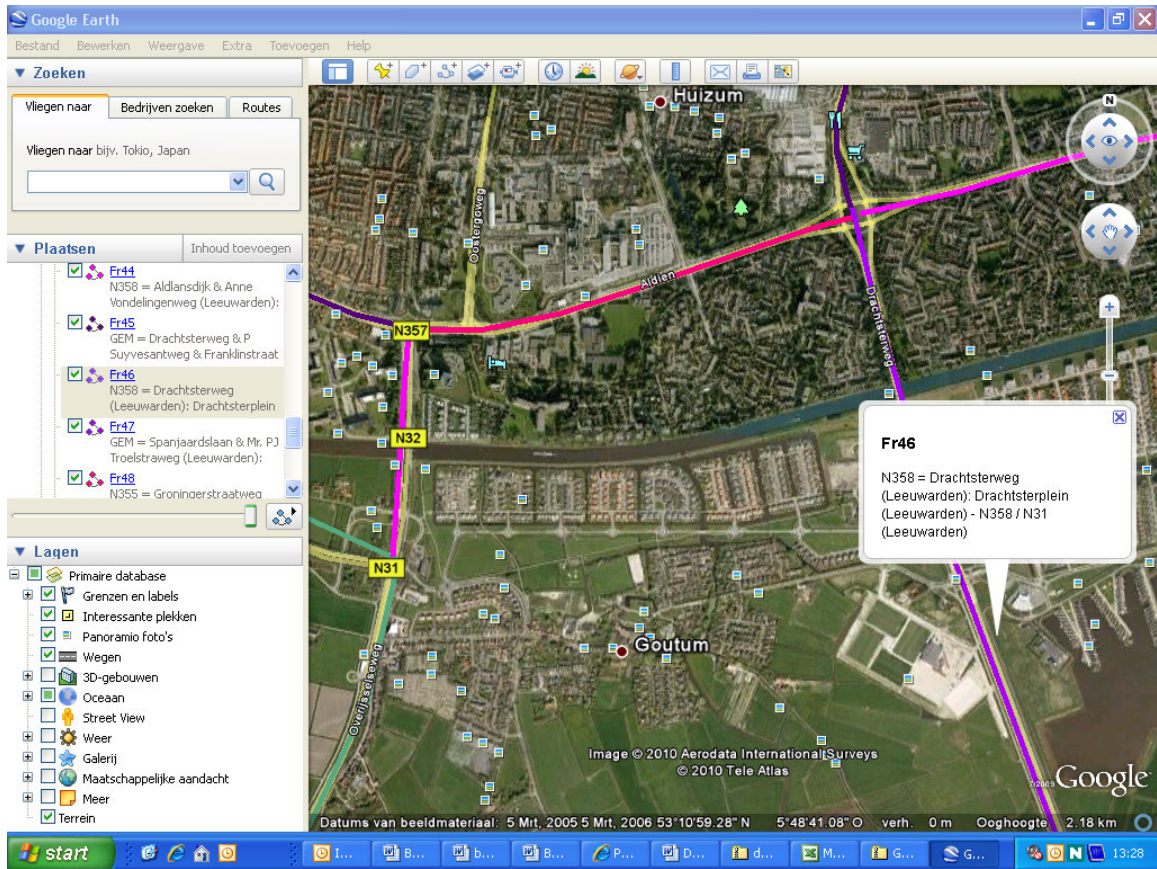 Google Earth
Bestand Bewerken Weergave Extra Toevoegen Help
Zoeken
Vliegen naar Bedrijven zoeken Routes
Vliegen naar bijv. Tokio, Japan
Plaatsen Inhoud toevoegen
Fr44
N358 = Aldlansdijk & Anne
Vondelingenweg (Leeuwarden):
Fr45
GEM = Drachtsterweg & P
Suyvesantweg & Franklinstraat
Fr46
N358 = Drachtsterweg
(Leeuwarden): Drachtsterplein
Fr47
GEM = Spanjaardslaan & Mr. PJ
Troelstraweg (Leeuwarden):
Fr48
N355 = Groningerstraatweg
Lagen
Primaire database
Grenzen en labels
Interessante plekken
Panoramio foto's
Wegen
3D-gebouwen
Oceaan
Street View
Weer
Galerij
Maatschappelijke aandacht
Meer
Terrein
Huizum
N
Oostergoweg
Aldlen
Drachtsterweg
N357
N32
N31
Overijsselseweg
Goutum
Fr46
N358 = Drachtsterweg
(Leeuwarden): Drachtsterplein
(Leeuwarden) - N358 / N31
(Leeuwarden)
Image © 2010 Aerodata International Surveys
© 2010 Tele Atlas
©2009 Google
Datums van beeldmateriaal: 5 Mrt, 2005 5 Mrt, 2006 53°10'59.28" N 5°48'41.08" O verh. 0 m Ooghoogte 2.18 km
start I... B... b... B... P... D... d... M... G... G... N 13:28